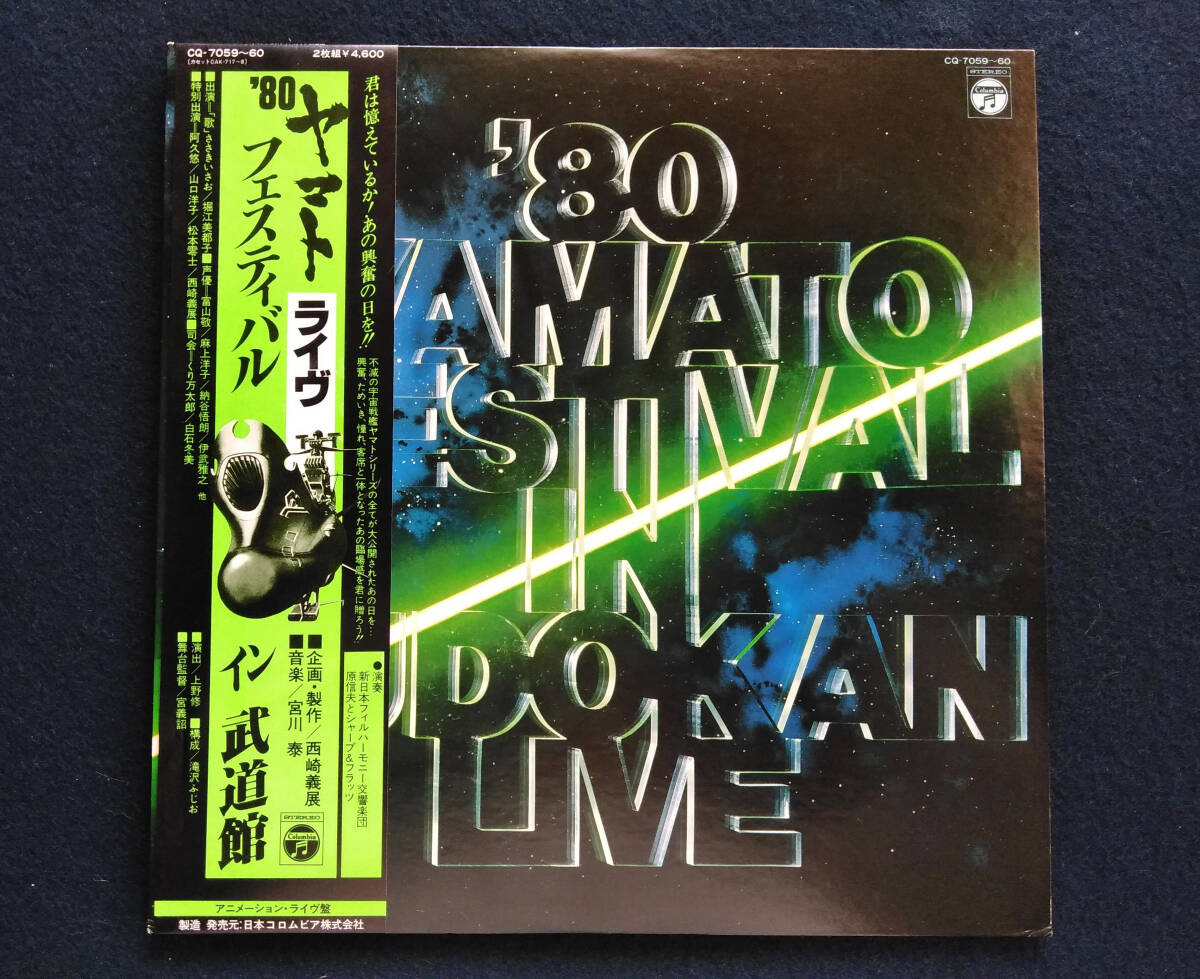 CQ-7059〜60
2枚組¥4,600
[カセットCAK-717〜8]
君は憶えているか!あの興奮の日を!!
不滅の宇宙戦艦ヤマトシリーズの全てが大公開されたあの日を…
興奮、ためいき、憧れ、客席と一体となったあの臨場感を君に贈ろう!!
●演奏
新日本フィルハーモニー交響楽団
原信夫とシャープ&フラッツ
'80
ヤマト
ライヴ
フェスティバル
イン 武道館
■企画・製作/西崎義展
■音楽/宮川 泰
■出演=「歌」ささきいさお/堀江美都子■声優=富山敬/麻上洋子/納谷悟朗/伊武雅之 他
■特別出演=阿久悠/山口洋子/松本零士/西崎義展■司会=くり万太郎/白石冬美
■演出/上野修 ■構成/滝沢ふじお
■舞台監督/宮義詔
STEREO
Columbia
アニメーション・ライヴ盤
製造 発売元:日本コロムビア株式会社
CQ-7059〜60
STEREO
Columbia
'80
YAMATO
FESTIVAL
IN
BUDOKAN
LIVE